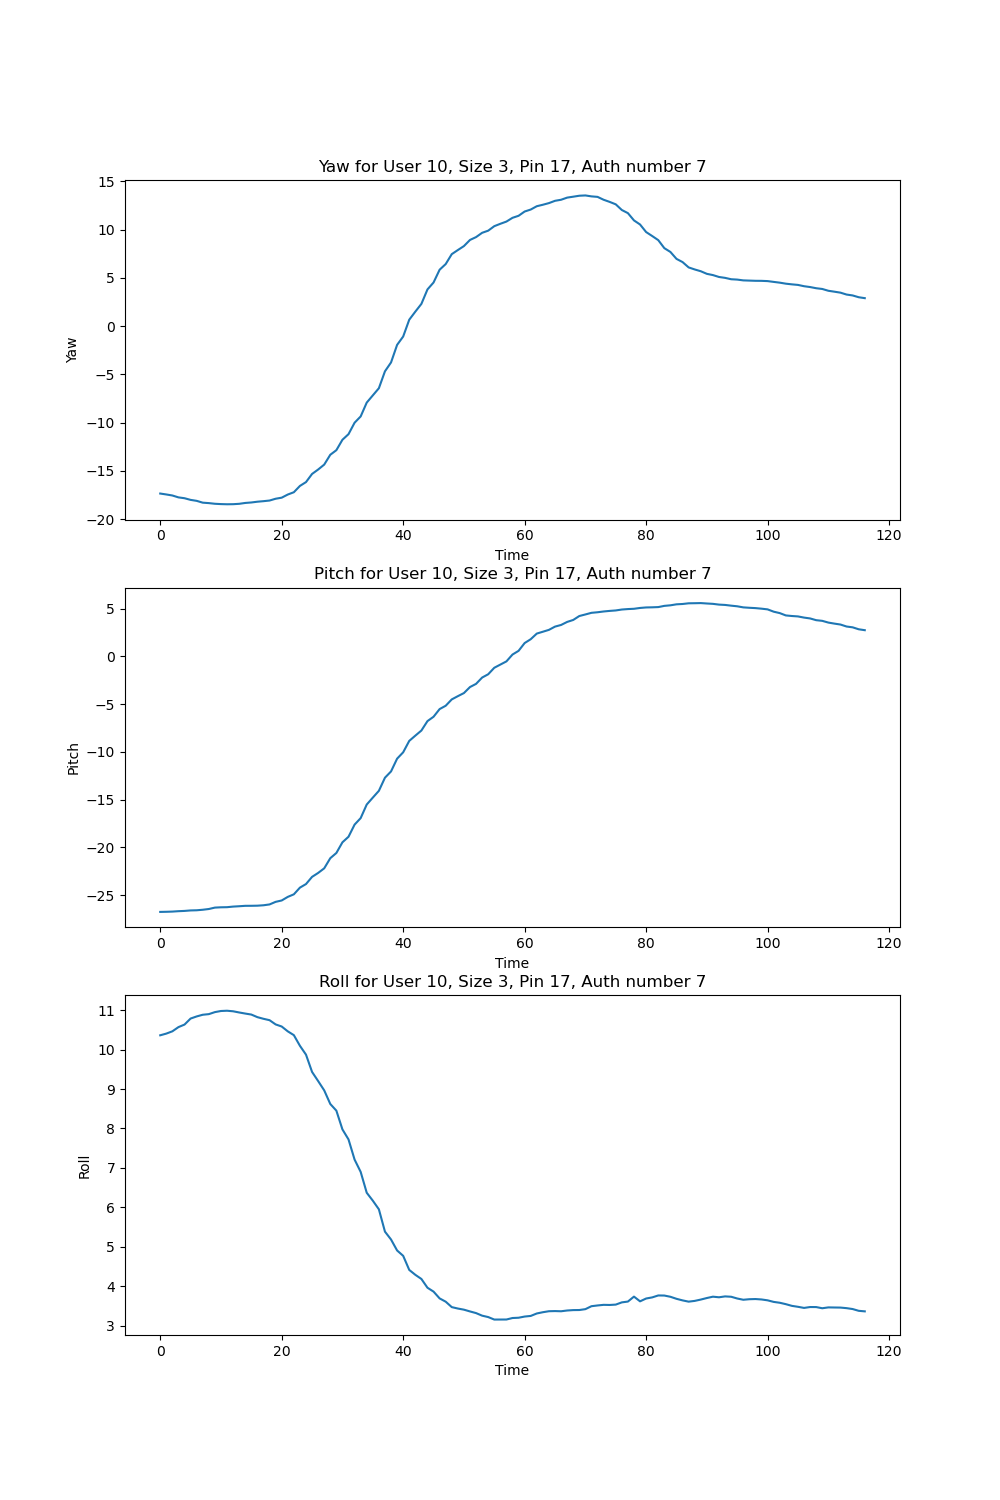 Yaw for User 10, Size 3, Pin 17, Auth number 7
15
10
5
0
−5
−10
−15
−20
Yaw
0 20 40 60 80 100 120
Time
Pitch for User 10, Size 3, Pin 17, Auth number 7
5
0
−5
−10
−15
−20
−25
Pitch
0 20 40 60 80 100 120
Time
Roll for User 10, Size 3, Pin 17, Auth number 7
11
10
9
8
7
6
5
4
3
Roll
0 20 40 60 80 100 120
Time